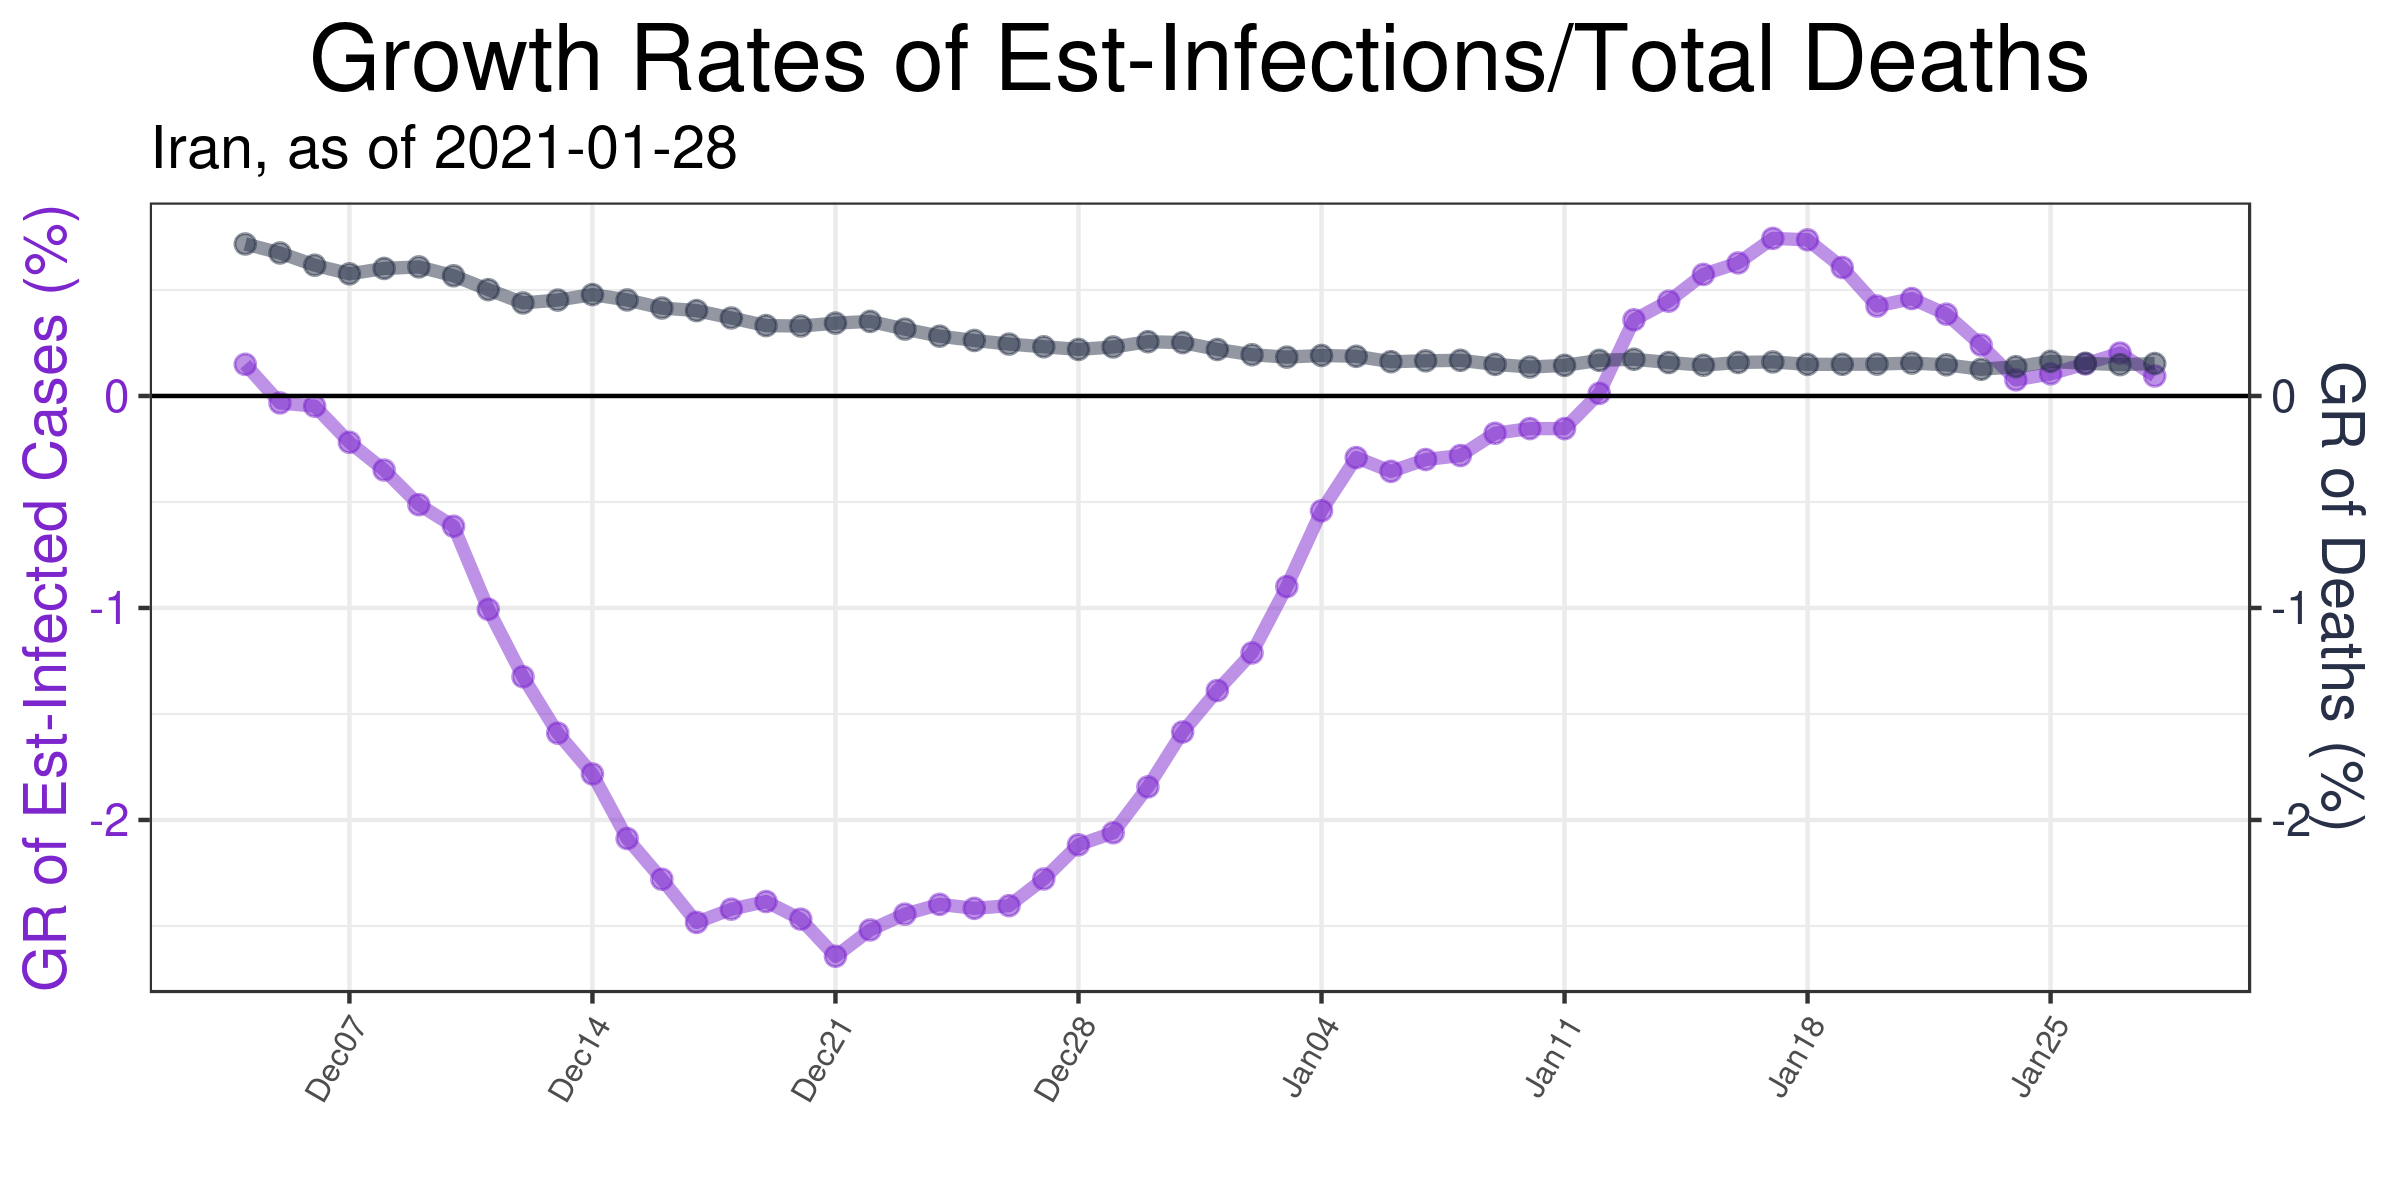 Growth Rates of Est-Infections/Total Deaths
Iran, as of 2021-01-28
GR of Est-Infected Cases (%)
0
-1
-2
0
-1
-2
GR of Deaths (%)
Dec07
Dec14
Dec21
Dec28
Jan04
Jan11
Jan18
Jan25